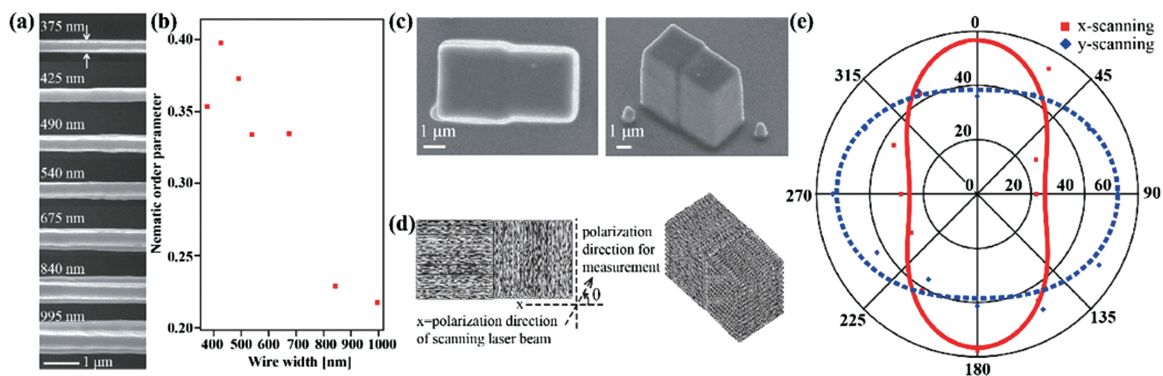 (a)
375 nm
425 nm
490 nm
540 nm
675 nm
840 nm
995 nm
1 μm
(b)
Nematic order parameter
0.40
0.35
0.30
0.25
0.20
400 500 600 700 800 900 1000
Wire width [nm]
(c)
1 μm
1 μm
(d)
polarization
direction for
measurement
θ
x
x=polarization direction
of scanning laser beam
(e)
x-scanning
y-scanning
0
45
90
135
180
225
270
315
40
20
0 20 40 60